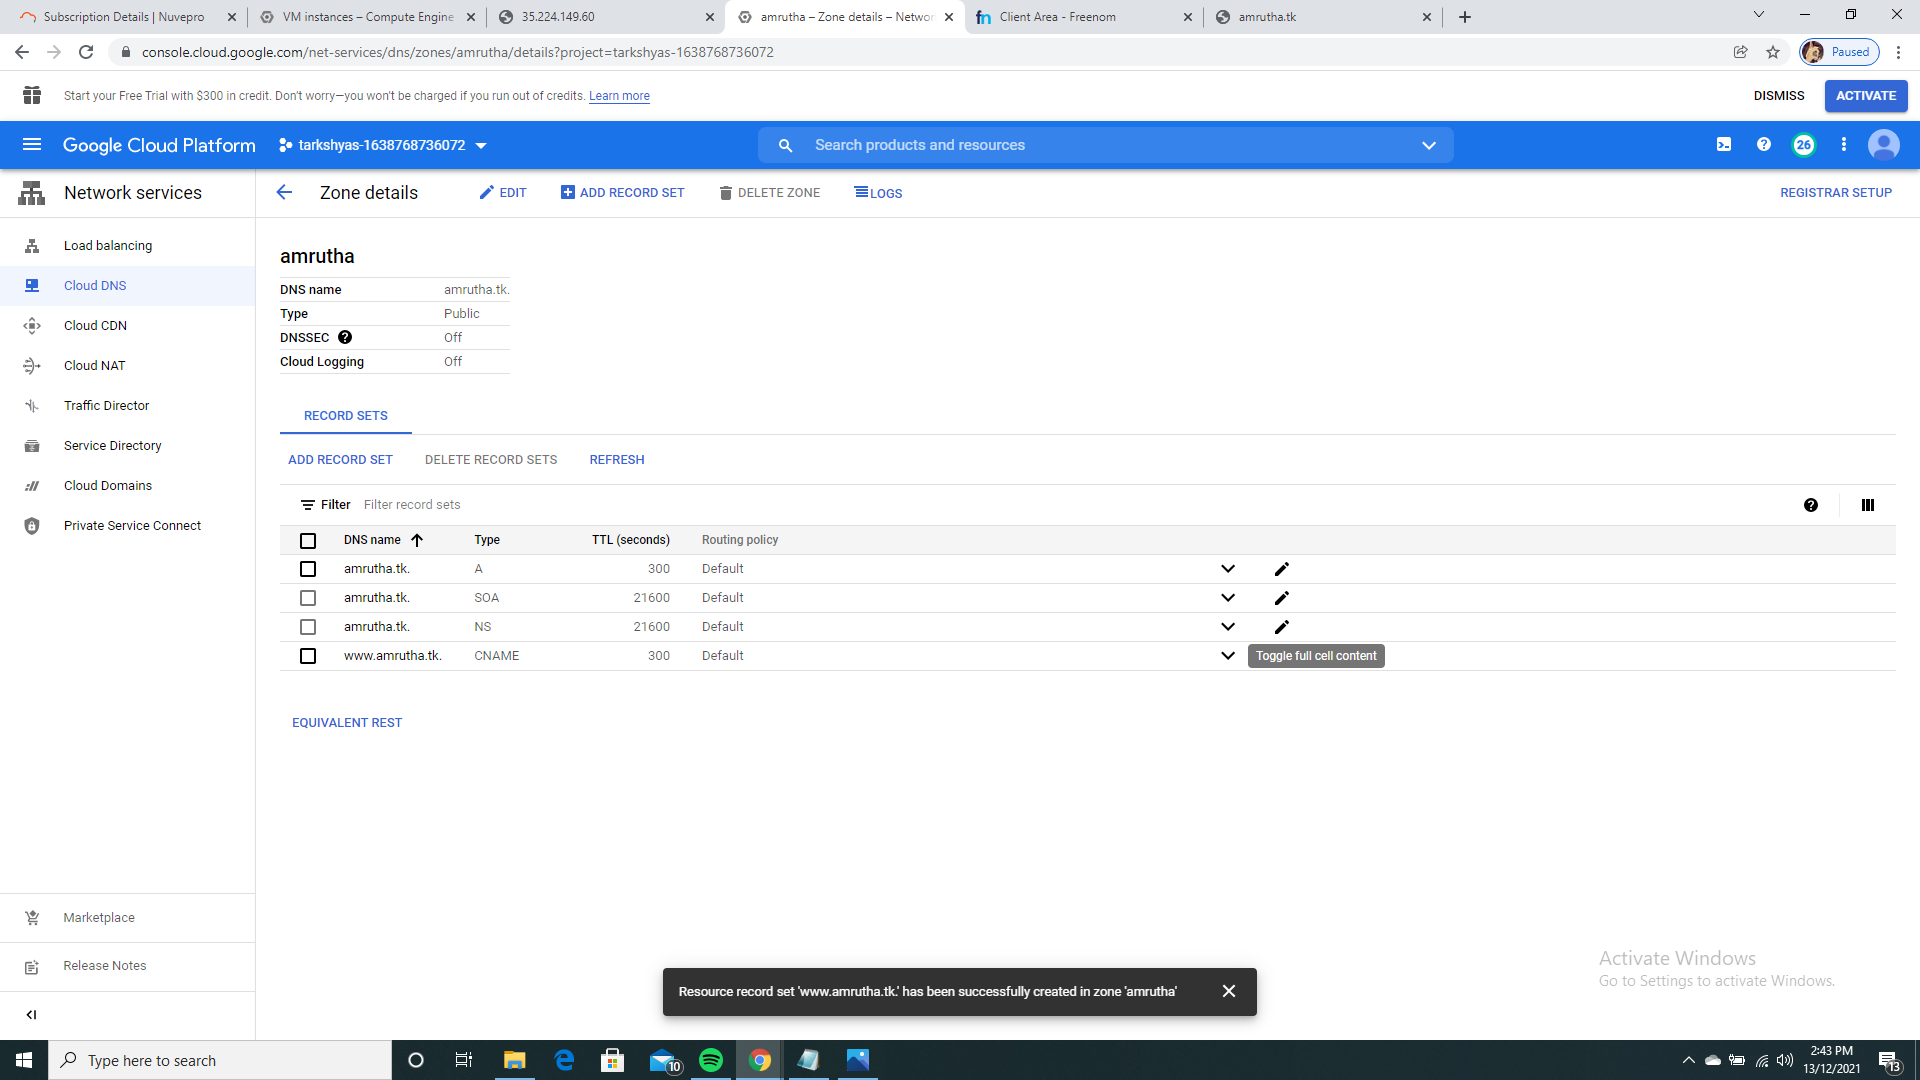 Subscription Details | Nuvepro
VM instances – Compute Engine
35.224.149.60
amrutha – Zone details – Networ
Client Area - Freenom
amrutha.tk
console.cloud.google.com/net-services/dns/zones/amrutha/details?project=tarkshyas-1638768736072
Paused
Start your Free Trial with $300 in credit. Don't worry—you won't be charged if you run out of credits. Learn more
DISMISS
ACTIVATE
Google Cloud Platform
tarkshyas-1638768736072
Search products and resources
26
Network services
Zone details
EDIT
ADD RECORD SET
DELETE ZONE
LOGS
REGISTRAR SETUP
Load balancing
Cloud DNS
Cloud CDN
Cloud NAT
Traffic Director
Service Directory
Cloud Domains
Private Service Connect
amrutha
DNS name amrutha.tk.
Type Public
DNSSEC Off
Cloud Logging Off
RECORD SETS
ADD RECORD SET
DELETE RECORD SETS
REFRESH
Filter Filter record sets
DNS name Type TTL (seconds) Routing policy
amrutha.tk. A 300 Default
amrutha.tk. SOA 21600 Default
amrutha.tk. NS 21600 Default
www.amrutha.tk. CNAME 300 Default
Toggle full cell content
EQUIVALENT REST
Marketplace
Release Notes
Resource record set 'www.amrutha.tk.' has been successfully created in zone 'amrutha'
Activate Windows
Go to Settings to activate Windows.
Type here to search
10
2:43 PM
13/12/2021
13